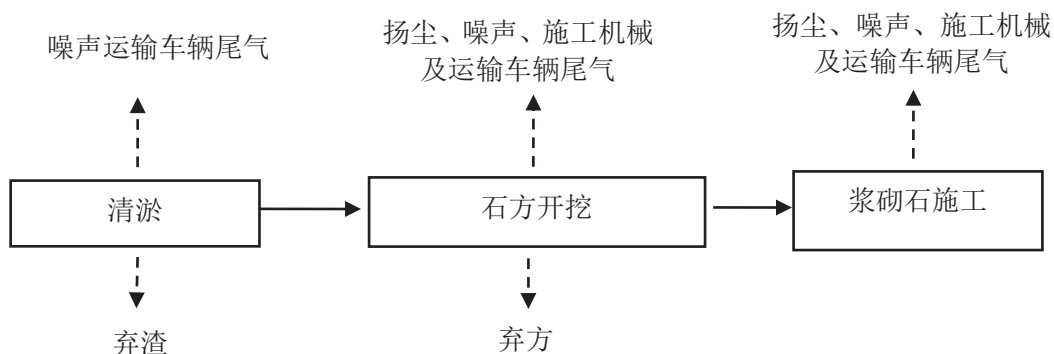 噪声运输车辆尾气
扬尘、噪声、施工机械
及运输车辆尾气
扬尘、噪声、施工机械
及运输车辆尾气
清淤
石方开挖
浆砌石施工
弃渣
弃方